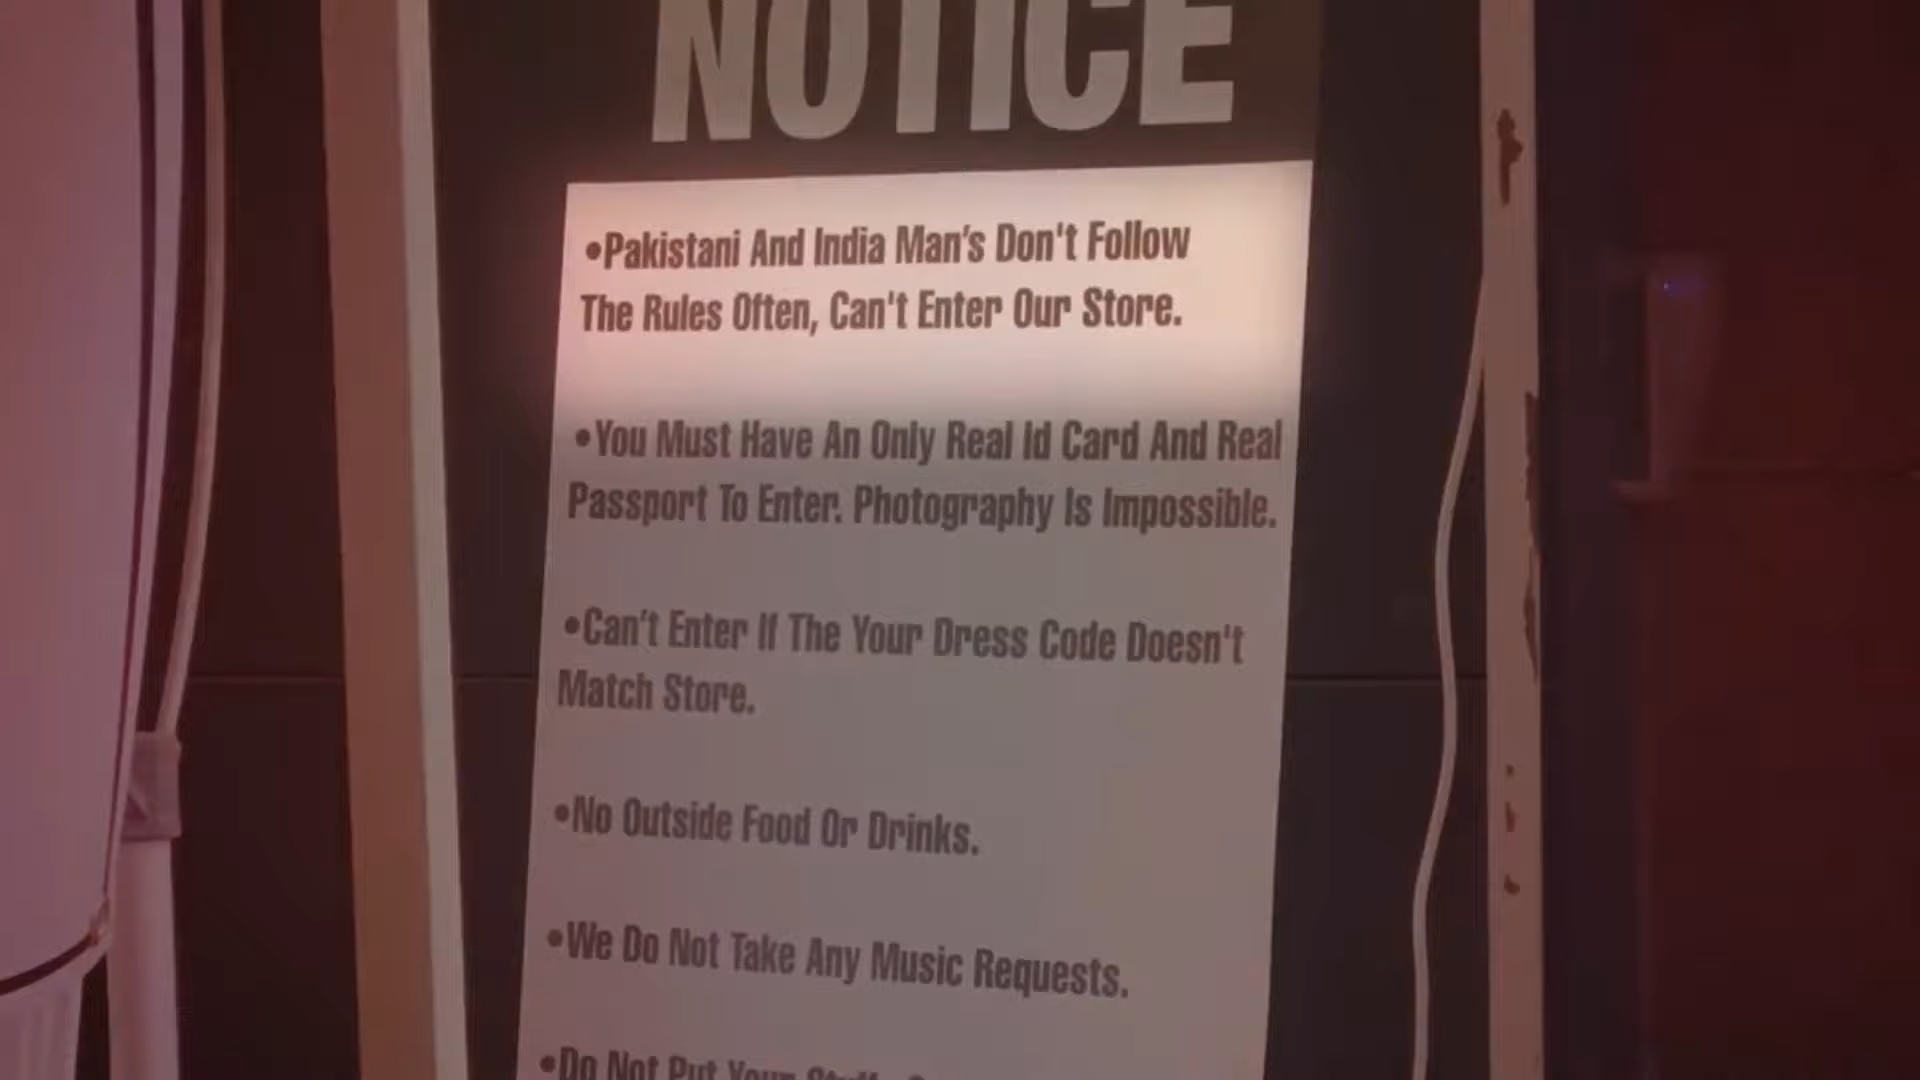 NOTICE
•Pakistani And India Man's Don't Follow
The Rules Often, Can't Enter Our Store.
•You Must Have An Only Real Id Card And Real
Passport To Enter. Photography Is Impossible.
•Can't Enter If The Your Dress Code Doesn't
Match Store.
•No Outside Food Or Drinks.
•We Do Not Take Any Music Requests.
•Do Not Put Your